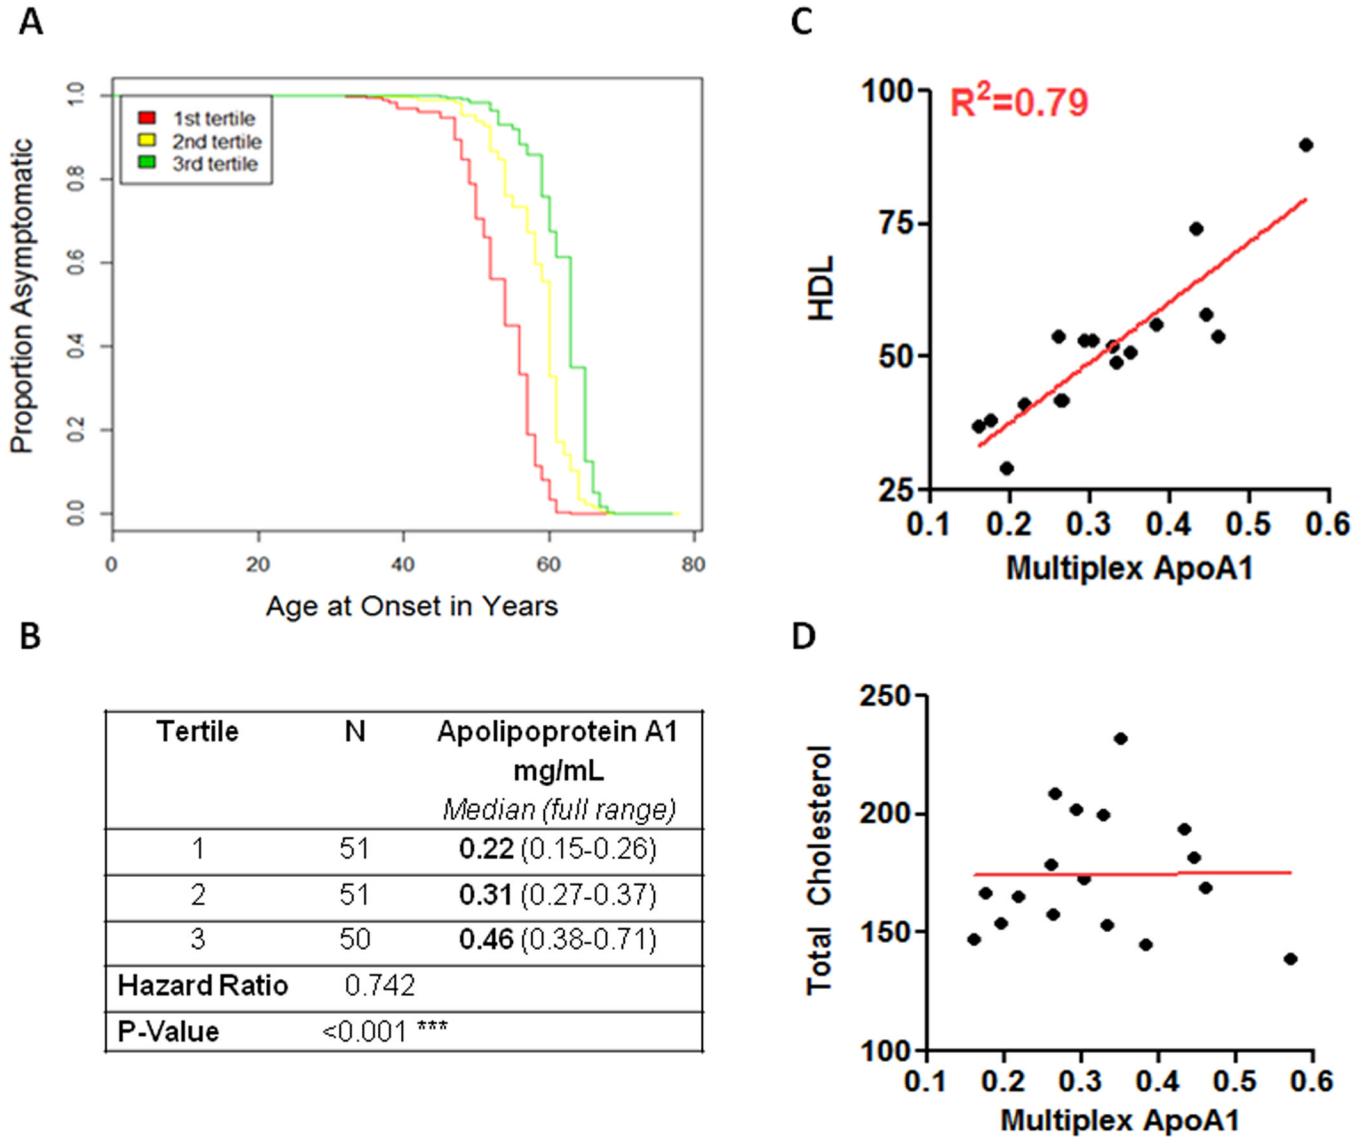 A
Proportion Asymptomatic
1.0
0.8
0.6
0.4
0.2
0.0
1st tertile
2nd tertile
3rd tertile
0 20 40 60 80
Age at Onset in Years
B
Tertile N Apolipoprotein A1
mg/mL
Median (full range)
1 51 0.22 (0.15-0.26)
2 51 0.31 (0.27-0.37)
3 50 0.46 (0.38-0.71)
Hazard Ratio 0.742
P-Value <0.001 ***
C
R²=0.79
HDL
100
75
50
25
0.1 0.2 0.3 0.4 0.5 0.6
Multiplex ApoA1
D
Total Cholesterol
250
200
150
100
0.1 0.2 0.3 0.4 0.5 0.6
Multiplex ApoA1